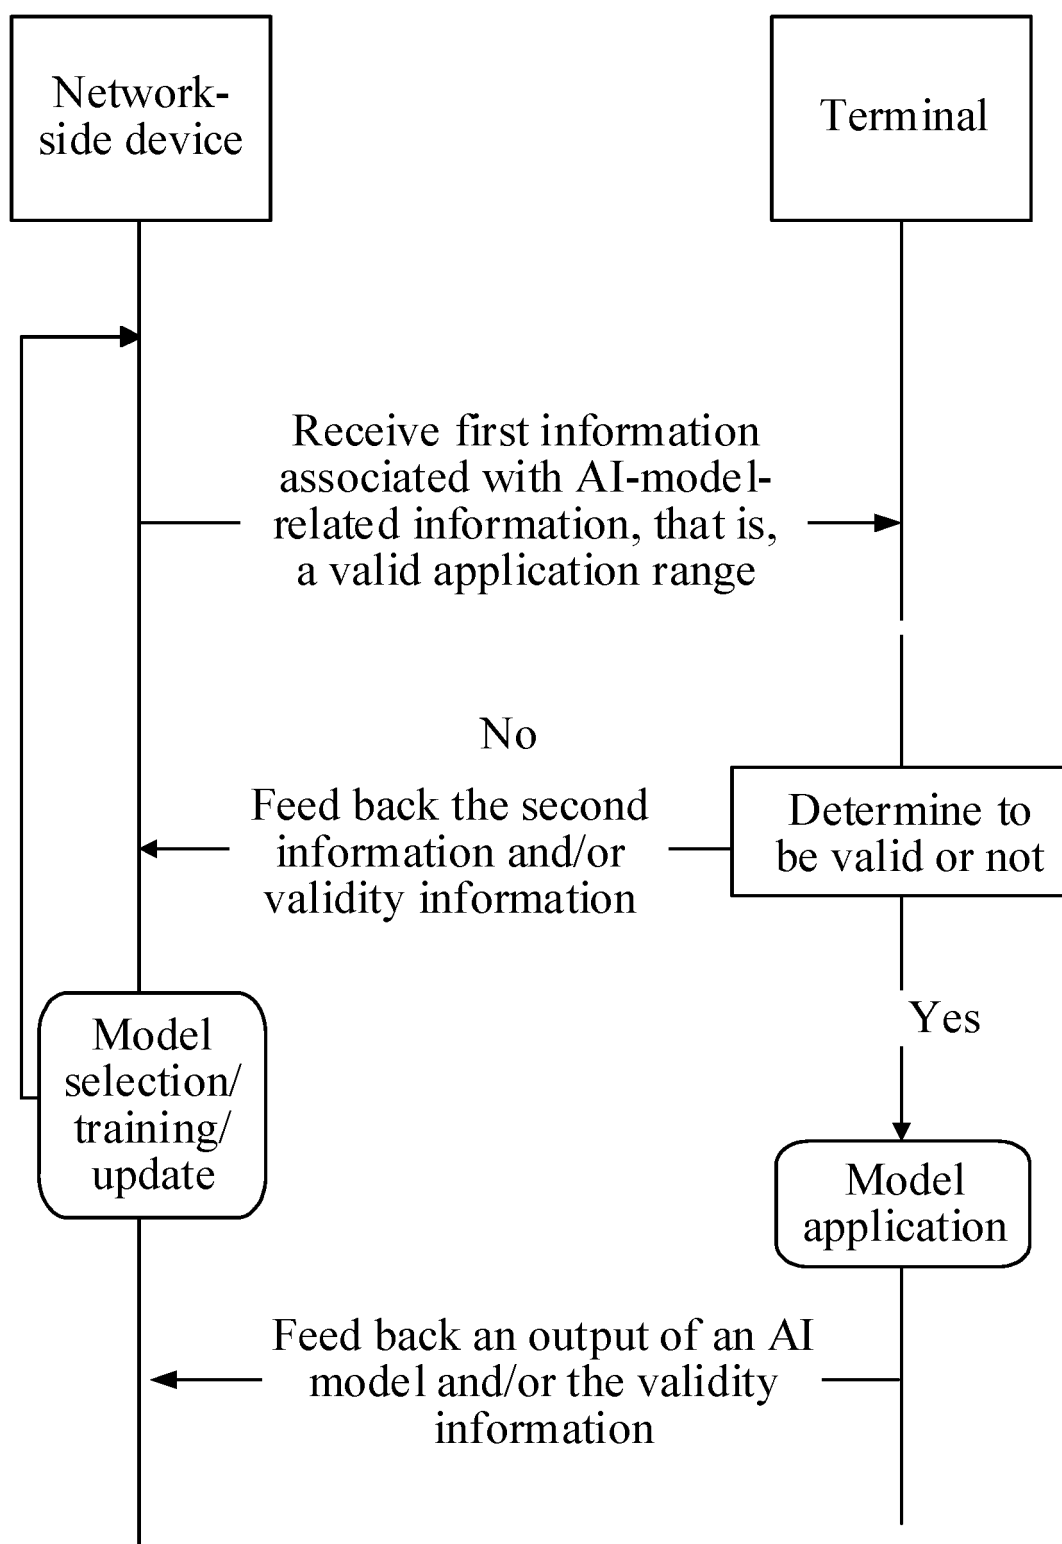 Network-
side device
Terminal
Receive first information
associated with AI-model-
related information, that is,
a valid application range
No
Feed back the second
information and/or
validity information
Determine to
be valid or not
Yes
Model
selection/
training/
update
Model
application
Feed back an output of an AI
model and/or the validity
information